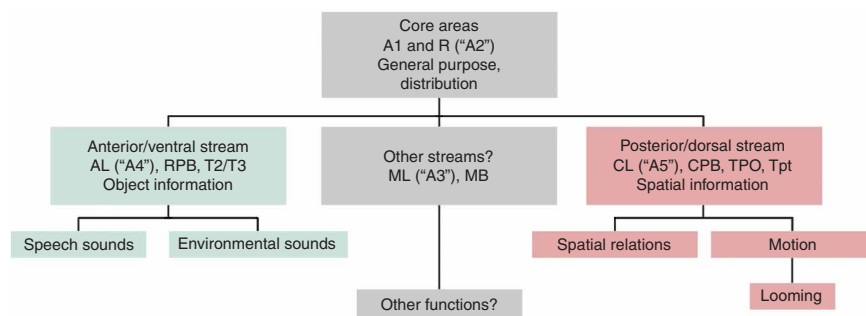 Core areas
A1 and R (“A2”)
General purpose,
distribution
Anterior/ventral stream
AL (“A4”), RPB, T2/T3
Object information
Other streams?
ML (“A3”), MB
Posterior/dorsal stream
CL (“A5”), CPB, TPO, Tpt
Spatial information
Speech sounds
Environmental sounds
Spatial relations
Motion
Looming
Other functions?